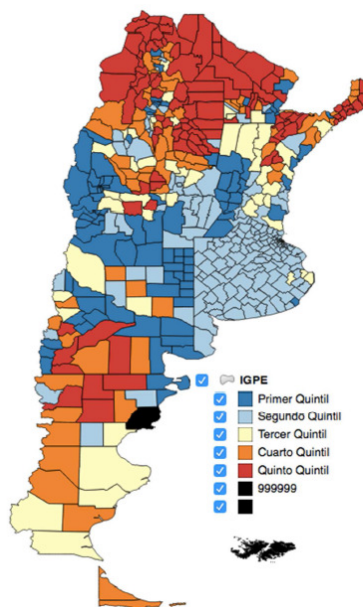 IGPE
Primer Quintil
Segundo Quintil
Tercer Quintil
Cuarto Quintil
Quinto Quintil
999999